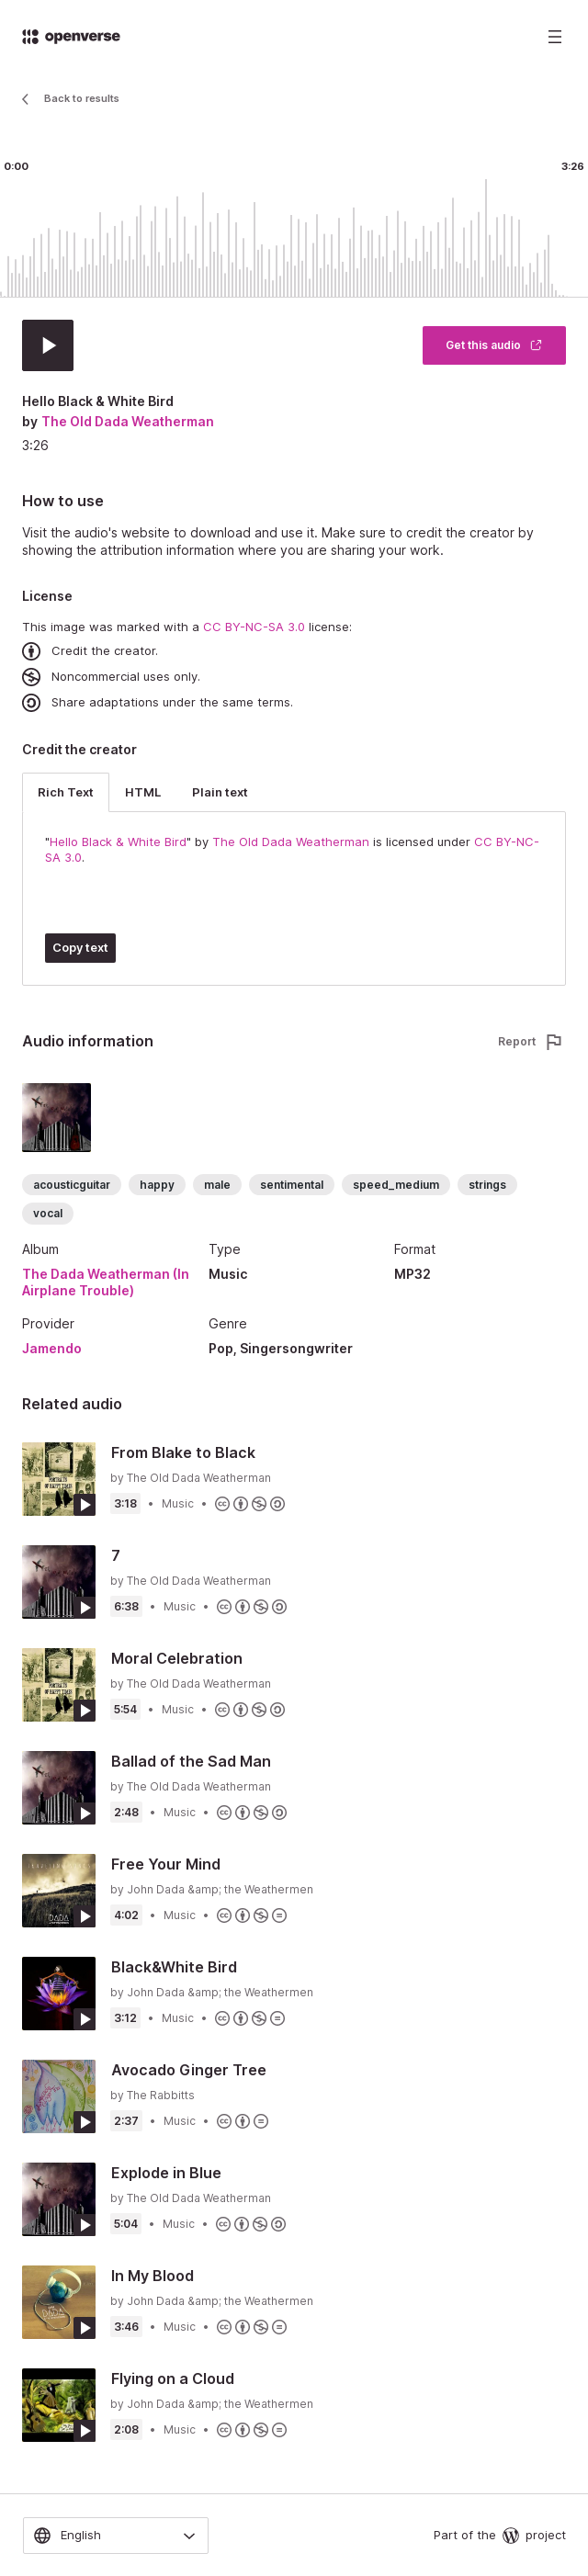 openverse
Back to results
0:00
3:26
Get this audio
Hello Black & White Bird
by The Old Dada Weatherman
3:26
How to use
Visit the audio's website to download and use it. Make sure to credit the creator by
showing the attribution information where you are sharing your work.
License
This image was marked with a CC BY-NC-SA 3.0 license:
Credit the creator.
Noncommercial uses only.
Share adaptations under the same terms.
Credit the creator
Rich Text HTML Plain text
"Hello Black & White Bird" by The Old Dada Weatherman is licensed under CC BY-NC-
SA 3.0.
Copy text
Audio information
Report
acousticguitar happy male sentimental speed_medium strings
vocal
Album Type Format
The Dada Weatherman (In Music MP32
Airplane Trouble)
Provider Genre
Jamendo Pop, Singersongwriter
Related audio
From Blake to Black
by The Old Dada Weatherman
3:18 • Music •
7
by The Old Dada Weatherman
6:38 • Music •
Moral Celebration
by The Old Dada Weatherman
5:54 • Music •
Ballad of the Sad Man
by The Old Dada Weatherman
2:48 • Music •
Free Your Mind
by John Dada &amp; the Weathermen
4:02 • Music •
Black&White Bird
by John Dada &amp; the Weathermen
3:12 • Music •
Avocado Ginger Tree
by The Rabbitts
2:37 • Music •
Explode in Blue
by The Old Dada Weatherman
5:04 • Music •
In My Blood
by John Dada &amp; the Weathermen
3:46 • Music •
Flying on a Cloud
by John Dada &amp; the Weathermen
2:08 • Music •
English
Part of the project